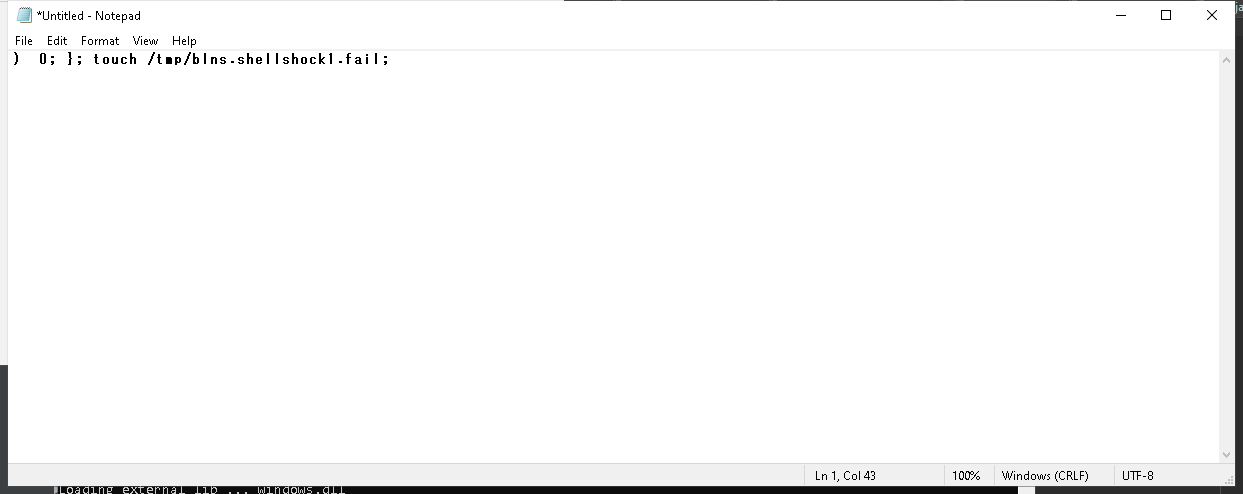 *Untitled - Notepad
File Edit Format View Help
)  0; }; touch /tmp/blns.shellshock1.fail;
Ln 1, Col 43 100% Windows (CRLF) UTF-8
Loading external lib ... windows.dll